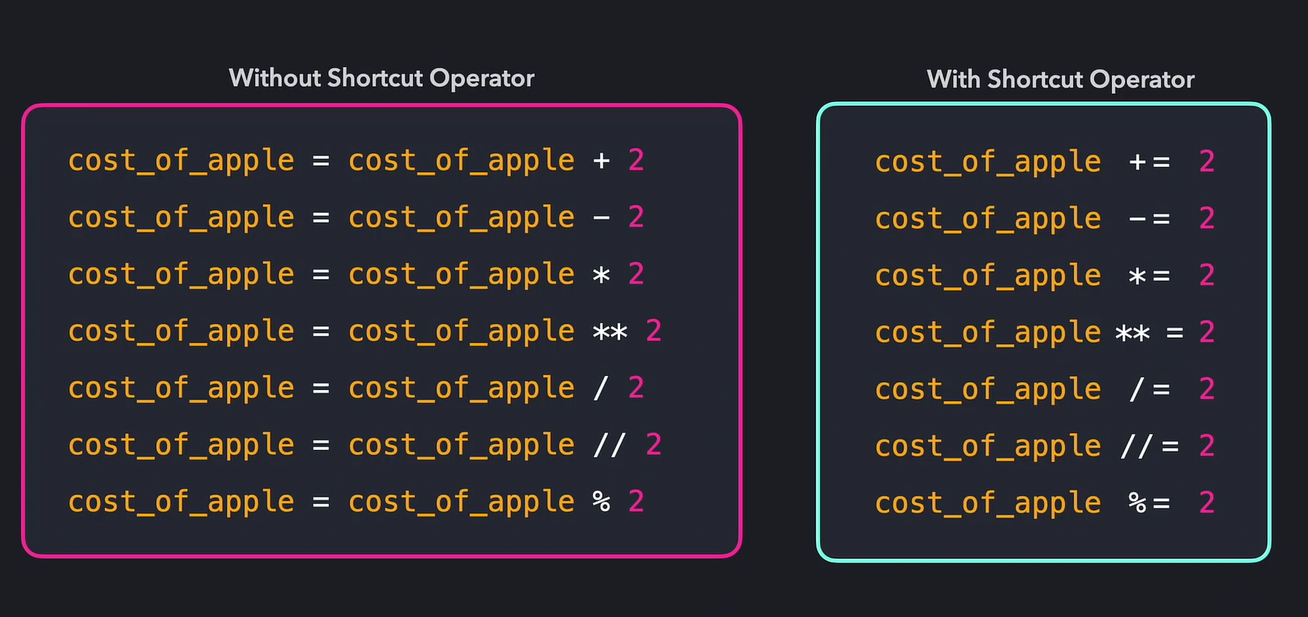 Without Shortcut Operator
cost_of_apple = cost_of_apple + 2
cost_of_apple = cost_of_apple - 2
cost_of_apple = cost_of_apple * 2
cost_of_apple = cost_of_apple ** 2
cost_of_apple = cost_of_apple / 2
cost_of_apple = cost_of_apple // 2
cost_of_apple = cost_of_apple % 2
With Shortcut Operator
cost_of_apple += 2
cost_of_apple -= 2
cost_of_apple *= 2
cost_of_apple ** = 2
cost_of_apple /= 2
cost_of_apple //= 2
cost_of_apple %= 2